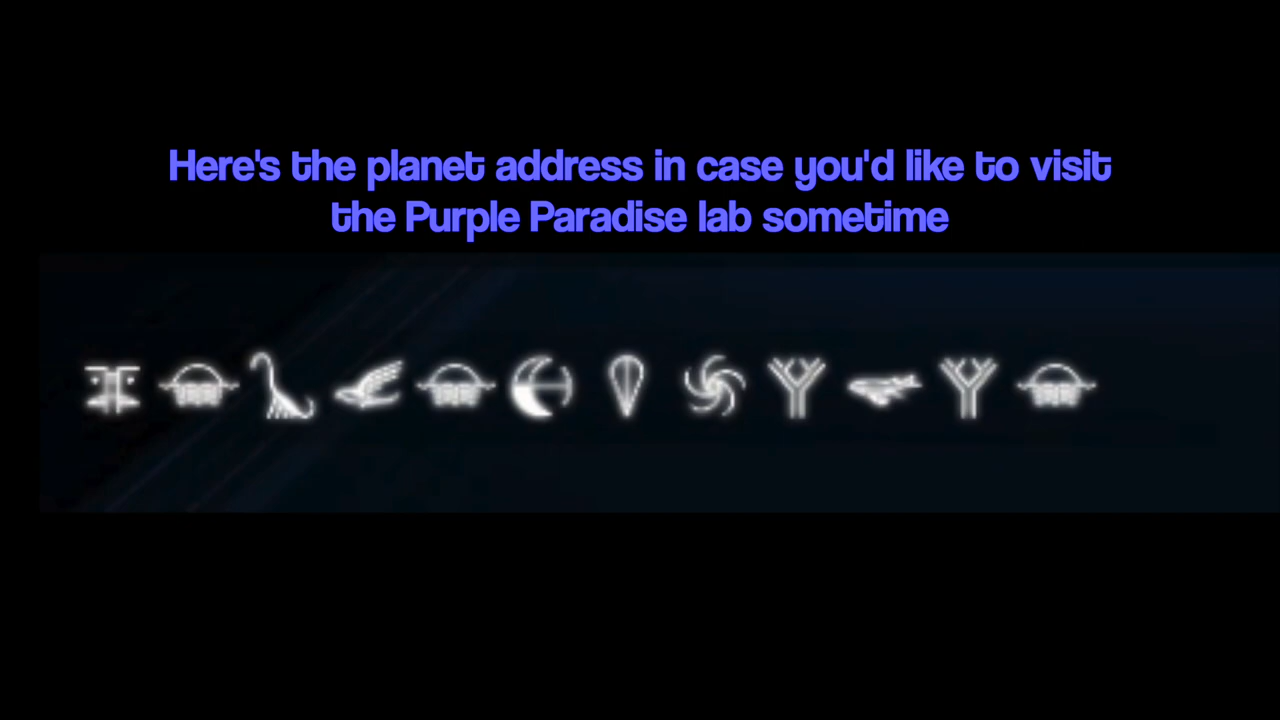 Here's the planet address in case you'd like to visit
the Purple Paradise lab sometime